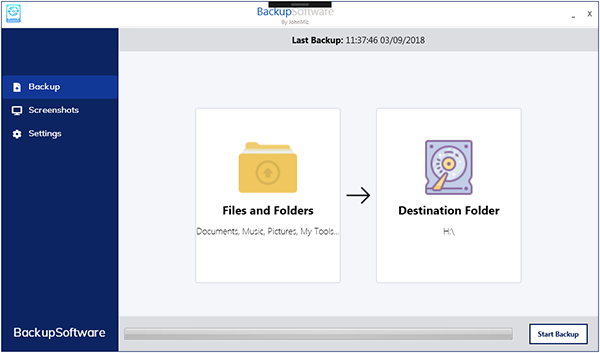 BackupSoftware
By JohnMiz
_ X
Last Backup: 11:37:46 03/09/2018
Backup
Screenshots
Settings
Files and Folders
Documents, Music, Pictures, My Tools...
Destination Folder
H:\
BackupSoftware
Start Backup